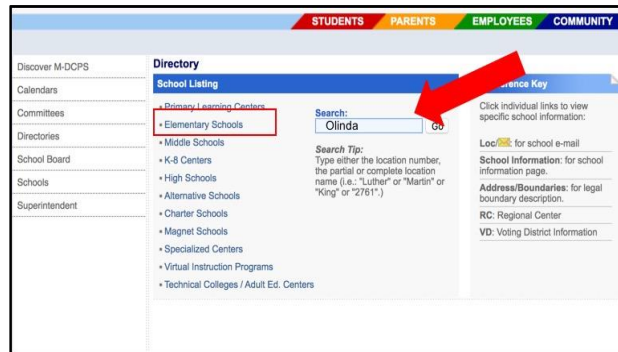 STUDENTS PARENTS EMPLOYEES COMMUNITY
Discover M-DCPS
Calendars
Committees
Directories
School Board
Schools
Superintendent
Directory
School Listing
Primary Learning Centers
Elementary Schools
Middle Schools
K-8 Centers
High Schools
Alternative Schools
Charter Schools
Magnet Schools
Specialized Centers
Virtual Instruction Programs
Technical Colleges / Adult Ed. Centers
Search:
Olinda Go
Search Tip:
Type either the location number,
the partial or complete location
name (i.e.: "Luther" or "Martin" or
"King" or "2761".)
Key
Click individual links to view
specific school information:
Loc/ : for school e-mail
School Information: for school
information page.
Address/Boundaries: for legal
boundary description.
RC: Regional Center
VD: Voting District Information